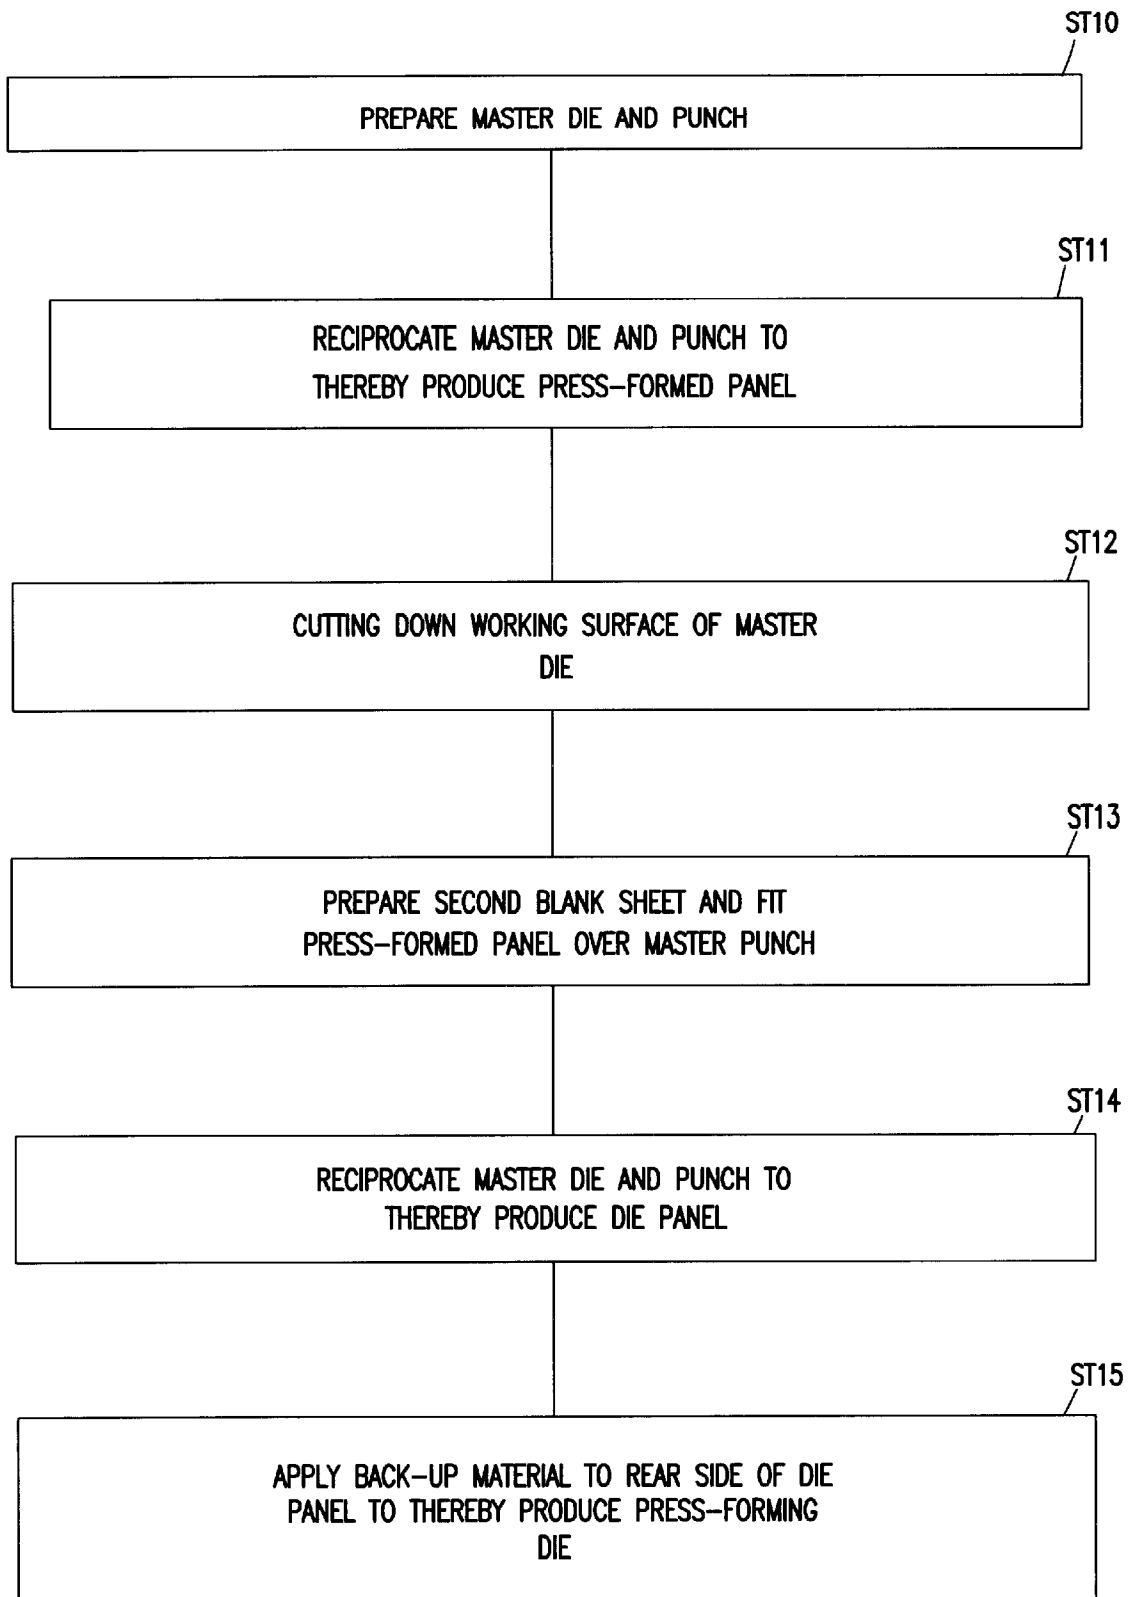 ST10
PREPARE MASTER DIE AND PUNCH
ST11
RECIPROCATE MASTER DIE AND PUNCH TO
THEREBY PRODUCE PRESS-FORMED PANEL
ST12
CUTTING DOWN WORKING SURFACE OF MASTER
DIE
ST13
PREPARE SECOND BLANK SHEET AND FIT
PRESS-FORMED PANEL OVER MASTER PUNCH
ST14
RECIPROCATE MASTER DIE AND PUNCH TO
THEREBY PRODUCE DIE PANEL
ST15
APPLY BACK-UP MATERIAL TO REAR SIDE OF DIE
PANEL TO THEREBY PRODUCE PRESS-FORMING
DIE